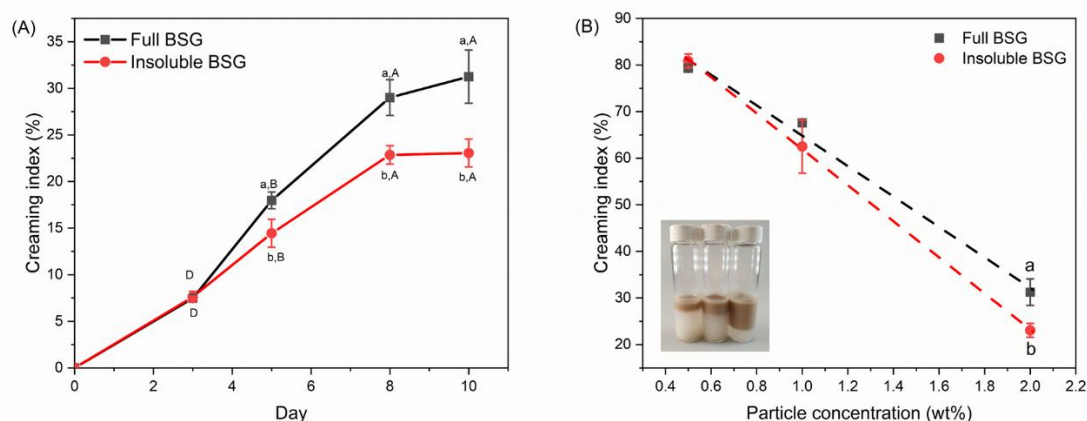 (A)
Full BSG
Insoluble BSG
Creaming index (%)
35
30
25
20
15
10
5
0
0 2 4 6 8 10
Day
D
D
a,B
b,B
a,A
b,A
a,A
b,A
(B)
Full BSG
Insoluble BSG
Creaming index (%)
90
80
70
60
50
40
30
20
0.4 0.6 0.8 1.0 1.2 1.4 1.6 1.8 2.0 2.2
Particle concentration (wt%)
a
b